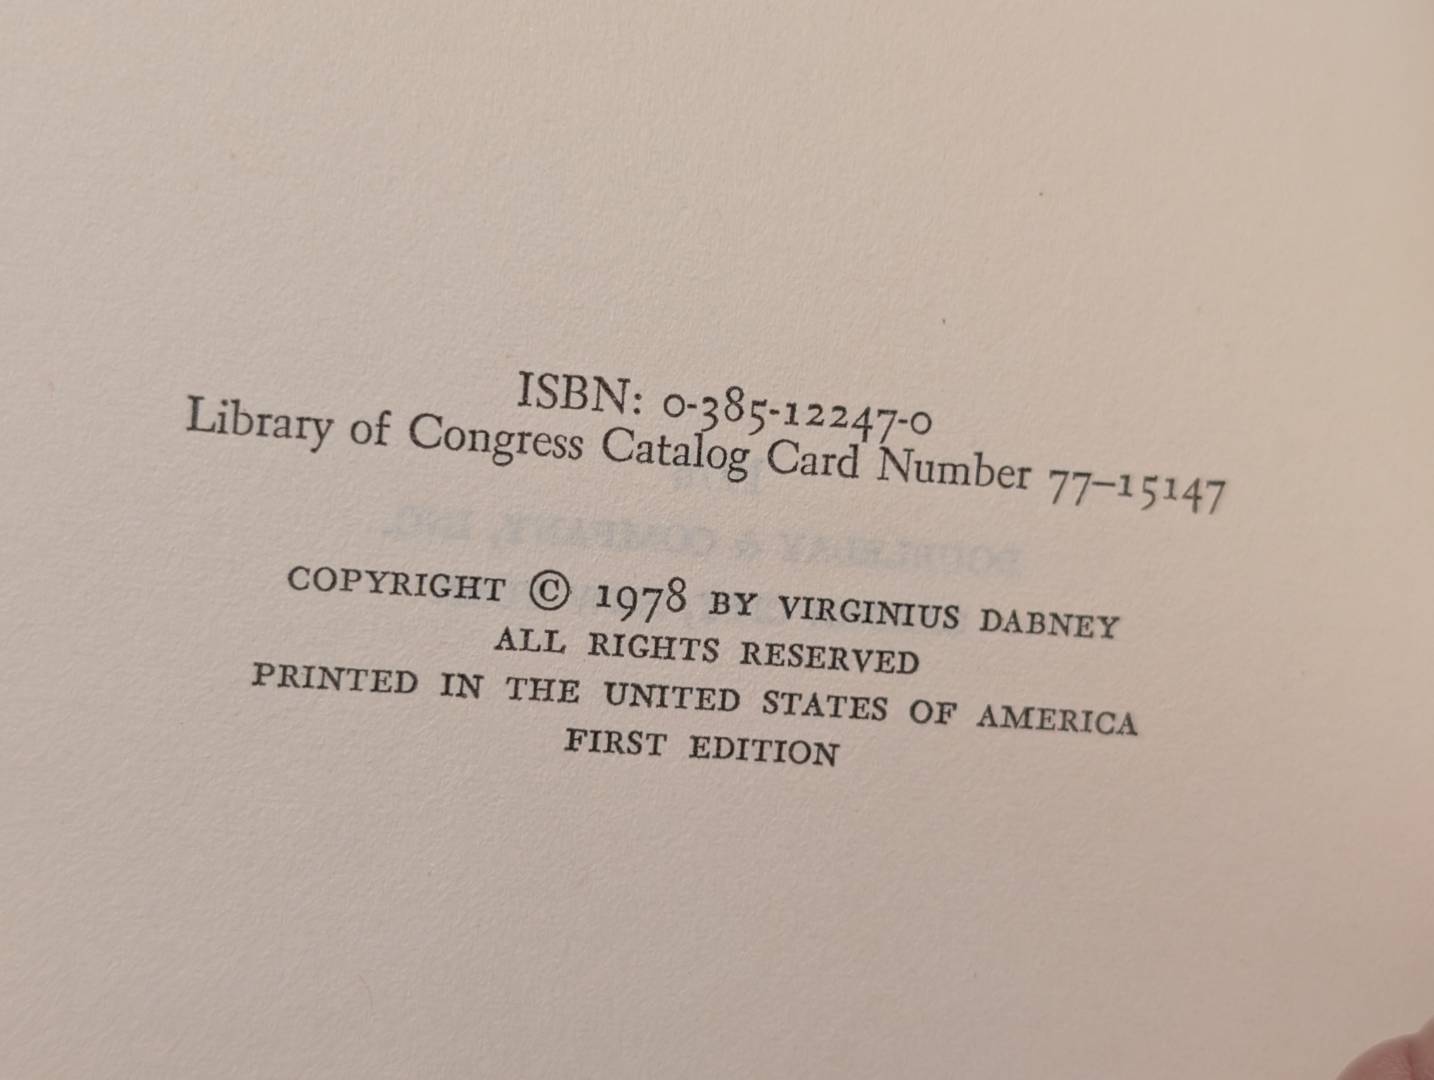 ISBN: 0-385-12247-0
Library of Congress Catalog Card Number 77–15147
COPYRIGHT © 1978 BY VIRGINIUS DABNEY
ALL RIGHTS RESERVED
PRINTED IN THE UNITED STATES OF AMERICA
FIRST EDITION